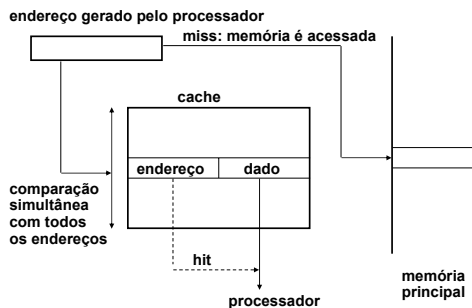 endereço gerado pelo processador
miss: memória é acessada
cache
endereço
dado
comparação
simultânea
com todos
os endereços
hit
processador
memória
principal